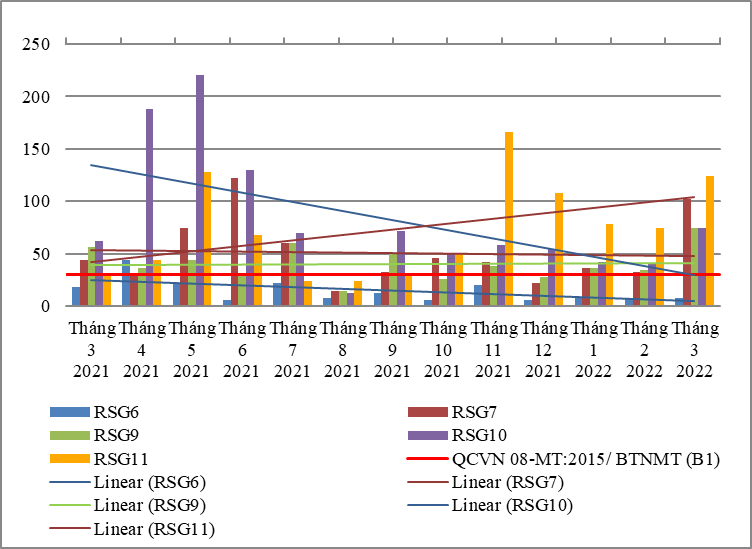 250
200
150
100
50
0
Tháng Tháng Tháng Tháng Tháng Tháng Tháng Tháng Tháng Tháng Tháng Tháng Tháng
3 4 5 6 7 8 9 10 11 12 1 2 3
2021 2021 2021 2021 2021 2021 2021 2021 2021 2021 2022 2022 2022
RSG6 RSG7
RSG9 RSG10
RSG11 QCVN 08-MT:2015/ BTNMT (B1)
Linear (RSG6) Linear (RSG7)
Linear (RSG9) Linear (RSG10)
Linear (RSG11)